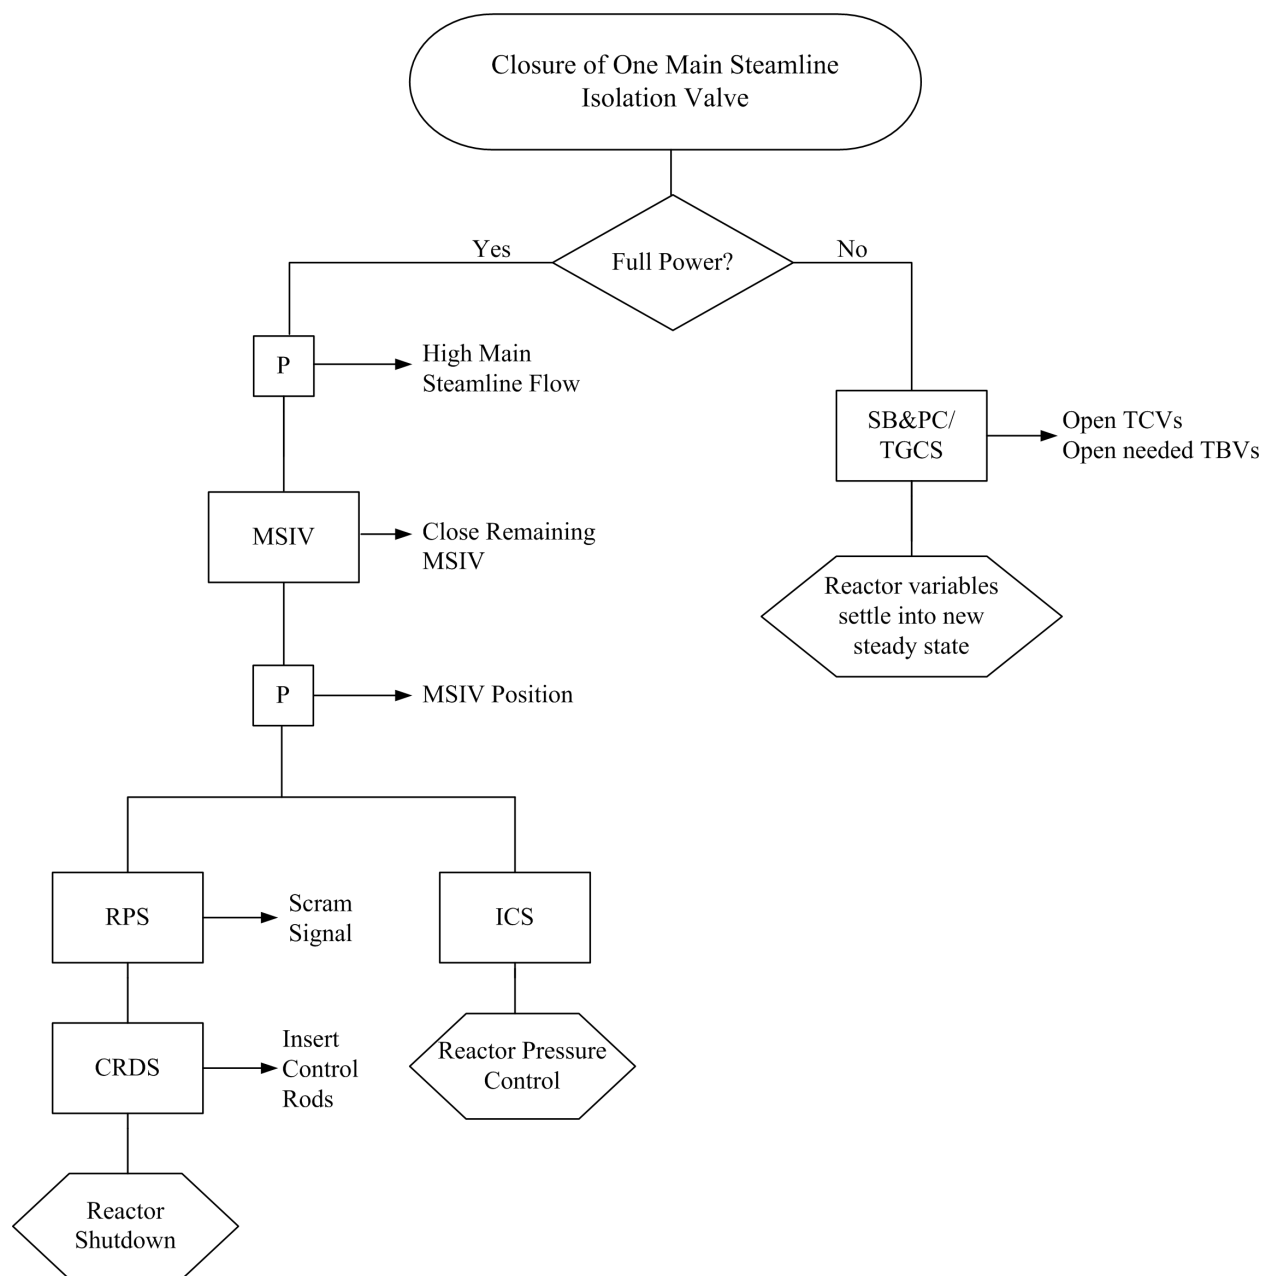 Closure of One Main Steamline
Isolation Valve
Yes
Full Power?
No
P
High Main
Steamline Flow
SB&PC/
TGCS
Open TCVs
Open needed TBVs
MSIV
Close Remaining
MSIV
Reactor variables
settle into new
steady state
P
MSIV Position
RPS
Scram
Signal
ICS
CRDS
Insert
Control
Rods
Reactor Pressure
Control
Reactor
Shutdown